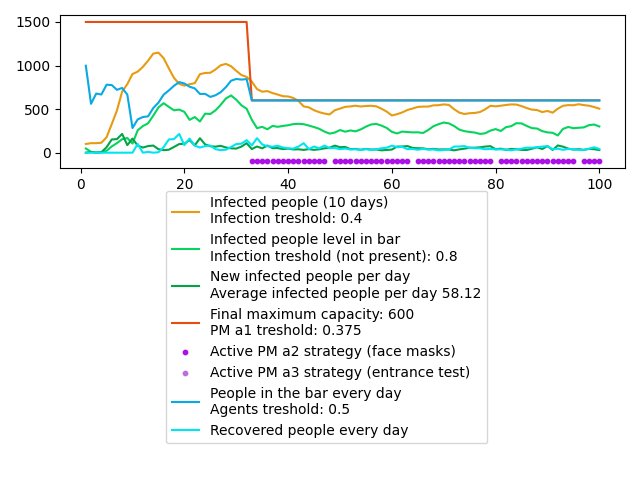 1500
1000
500
0
0 20 40 60 80 100
Infected people (10 days)
Infection treshold: 0.4
Infected people level in bar
Infection treshold (not present): 0.8
New infected people per day
Average infected people per day 58.12
Final maximum capacity: 600
PM a1 treshold: 0.375
Active PM a2 strategy (face masks)
Active PM a3 strategy (entrance test)
People in the bar every day
Agents treshold: 0.5
Recovered people every day